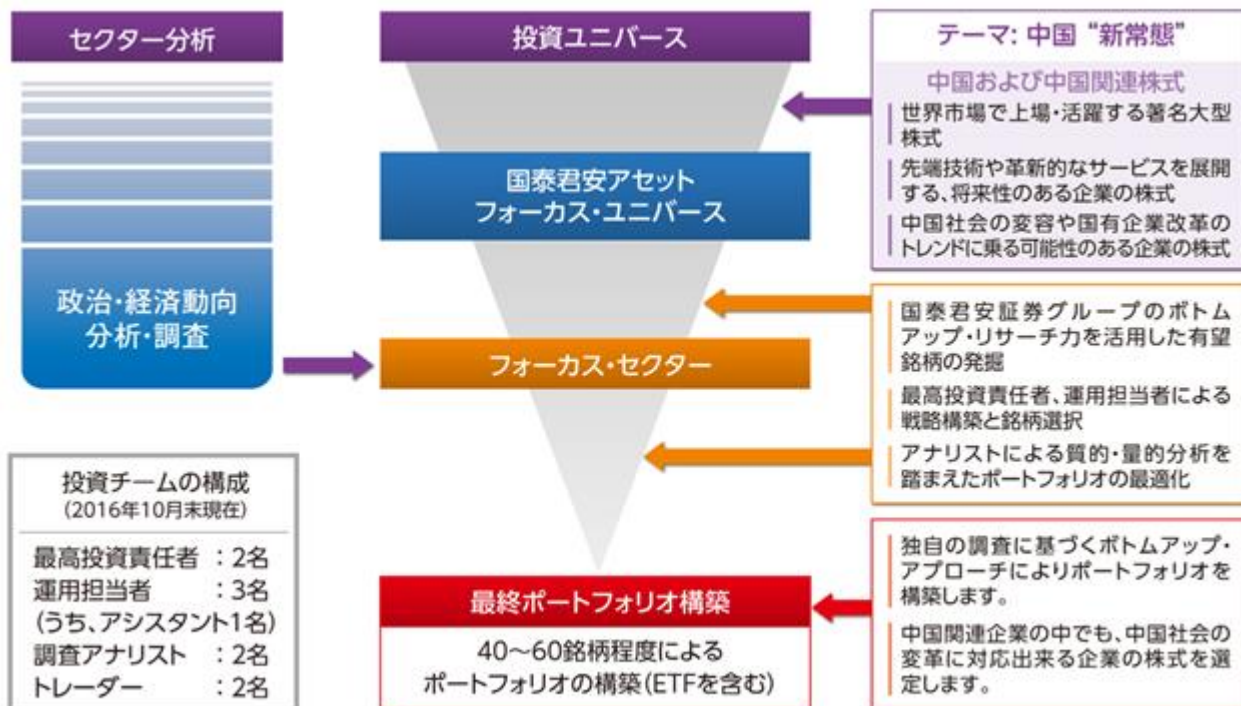 セクター分析
政治・経済動向
分析・調査
投資チームの構成
(2016年10月末現在)
最高投資責任者 : 2名
運用担当者 : 3名
(うち、アシスタント1名)
調査アナリスト : 2名
トレーダー : 2名
投資ユニバース
国泰君安アセット
フォーカス・ユニバース
フォーカス・セクター
最終ポートフォリオ構築
40～60銘柄程度による
ポートフォリオの構築(ETFを含む)
テーマ: 中国 “新常態”
中国および中国関連株式
世界市場で上場・活躍する著名大型
株式
先端技術や革新的なサービスを展開
する、将来性のある企業の株式
中国社会の変容や国有企業改革の
トレンドに乗る可能性のある企業の株式
国泰君安証券グループのボトム
アップ・リサーチ力を活用した有望
銘柄の発掘
最高投資責任者、運用担当者による
戦略構築と銘柄選択
アナリストによる質的・量的分析を
踏まえたポートフォリオの最適化
独自の調査に基づくボトムアップ・
アプローチによりポートフォリオを
構築します。
中国関連企業の中でも、中国社会の
変革に対応出来る企業の株式を選
定します。